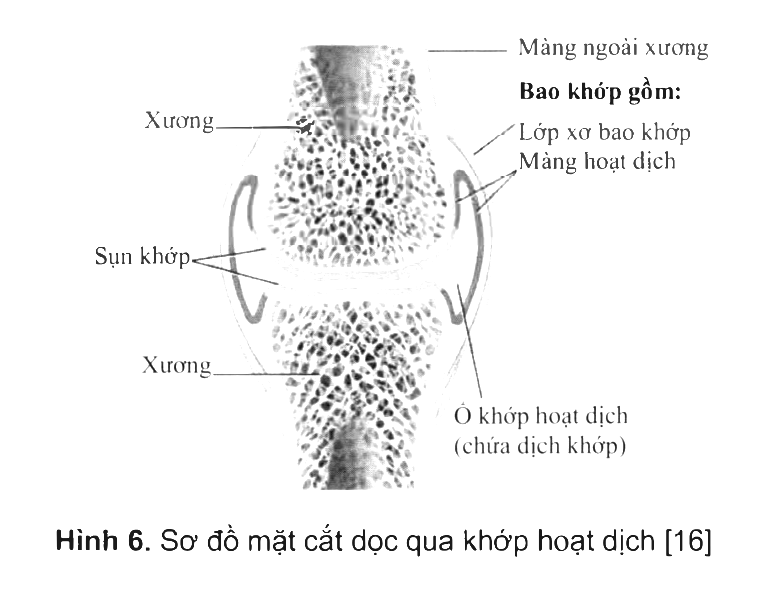 Màng ngoài xương
Bao khớp gồm:
Xương
Lớp xơ bao khớp
Màng hoạt dịch
Sụn khớp
Xương
Ổ khớp hoạt dịch
(chứa dịch khớp)
Hình 6. Sơ đồ mặt cắt dọc qua khớp hoạt dịch [16]